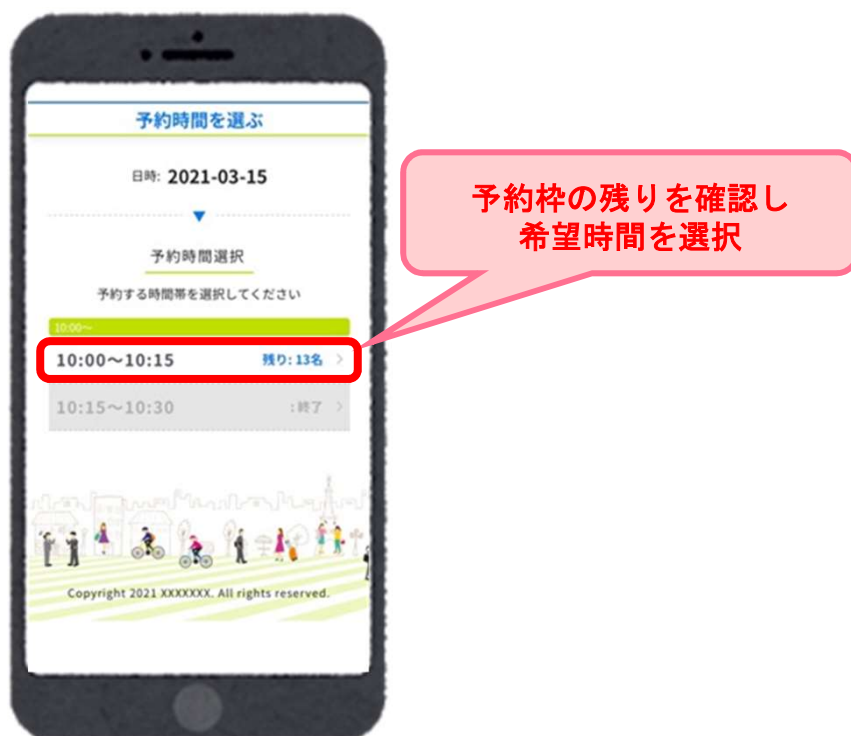 予約時間を選ぶ
日時: 2021-03-15
予約時間選択
予約する時間帯を選択してください
10:00～
10:00～10:15 残り: 13名
10:15～10:30 : 終了
Copyright 2021 XXXXXXX. All rights reserved.
予約枠の残りを確認し
希望時間を選択